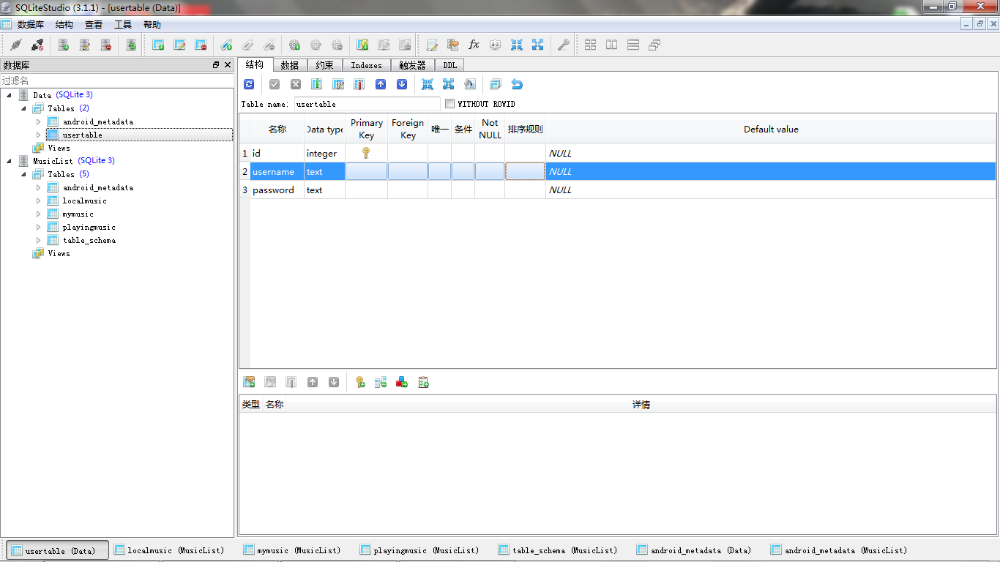 SQLiteStudio (3.1.1) - [usertable (Data)]
数据库 结构 查看 工具 帮助
数据库
过滤名
Data (SQLite 3)
Tables (2)
android_metadata
usertable
Views
MusicList (SQLite 3)
Tables (5)
android_metadata
localmusic
mymusic
playingmusic
table_schema
Views
结构 数据 约束 Indexes 触发器 DDL
Table name: usertable WITHOUT ROWID
名称 Data type Primary Key Foreign Key 唯一 条件 Not NULL 排序规则 Default value
1 id integer NULL
2 username text NULL
3 password text NULL
类型 名称 详情
usertable (Data) localmusic (MusicList) mymusic (MusicList) playingmusic (MusicList) table_schema (MusicList) android_metadata (Data) android_metadata (MusicList)